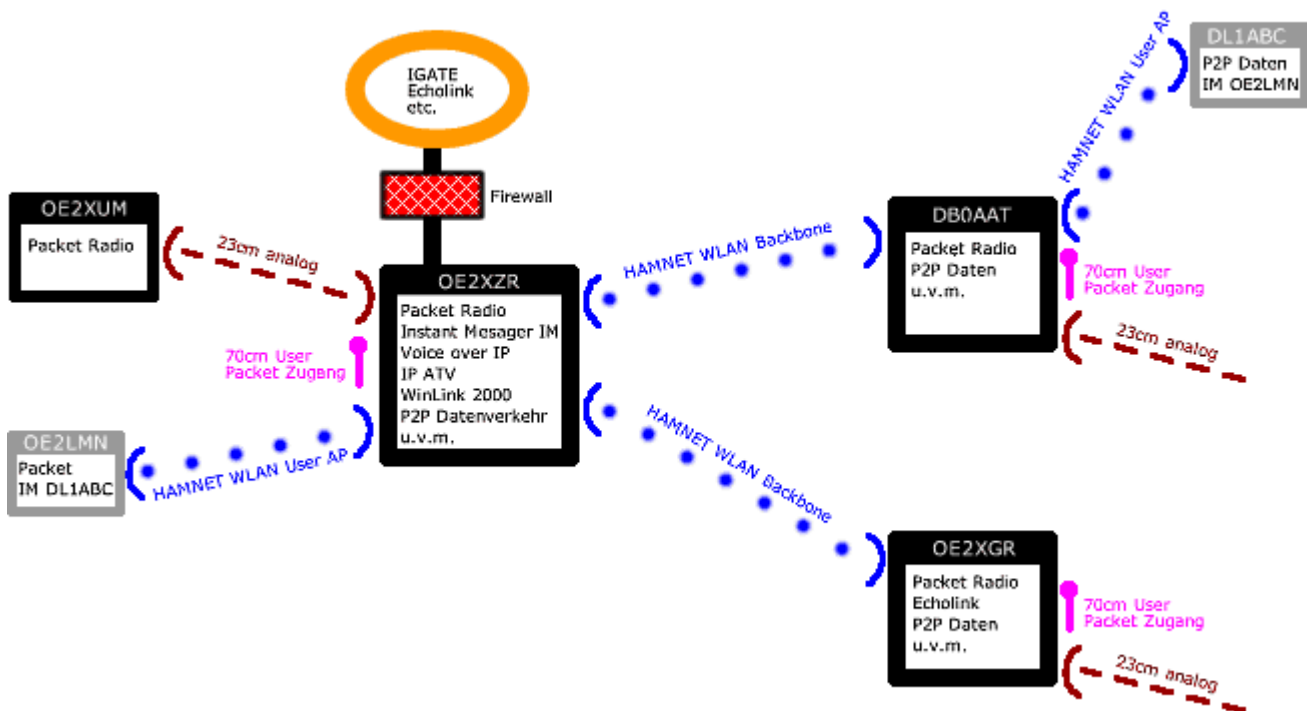 IGATE
Echolink
etc.
Firewall
OE2XUM
Packet Radio
23cm analog
OE2XZR
Packet Radio
Instant Mesager IM
Voice over IP
IP ATV
WinLink 2000
P2P Datenverkehr
u.v.m.
70cm User
Packet Zugang
OE2LMN
Packet
IM DL1ABC
HAMNET WLAN User AP
HAMNET WLAN Backbone
DB0AAT
Packet Radio
P2P Daten
u.v.m.
HAMNET WLAN User AP
DL1ABC
P2P Daten
IM OE2LMN
70cm User
Packet Zugang
23cm analog
HAMNET WLAN Backbone
OE2XGR
Packet Radio
Echolink
P2P Daten
u.v.m.
70cm User
Packet Zugang
23cm analog